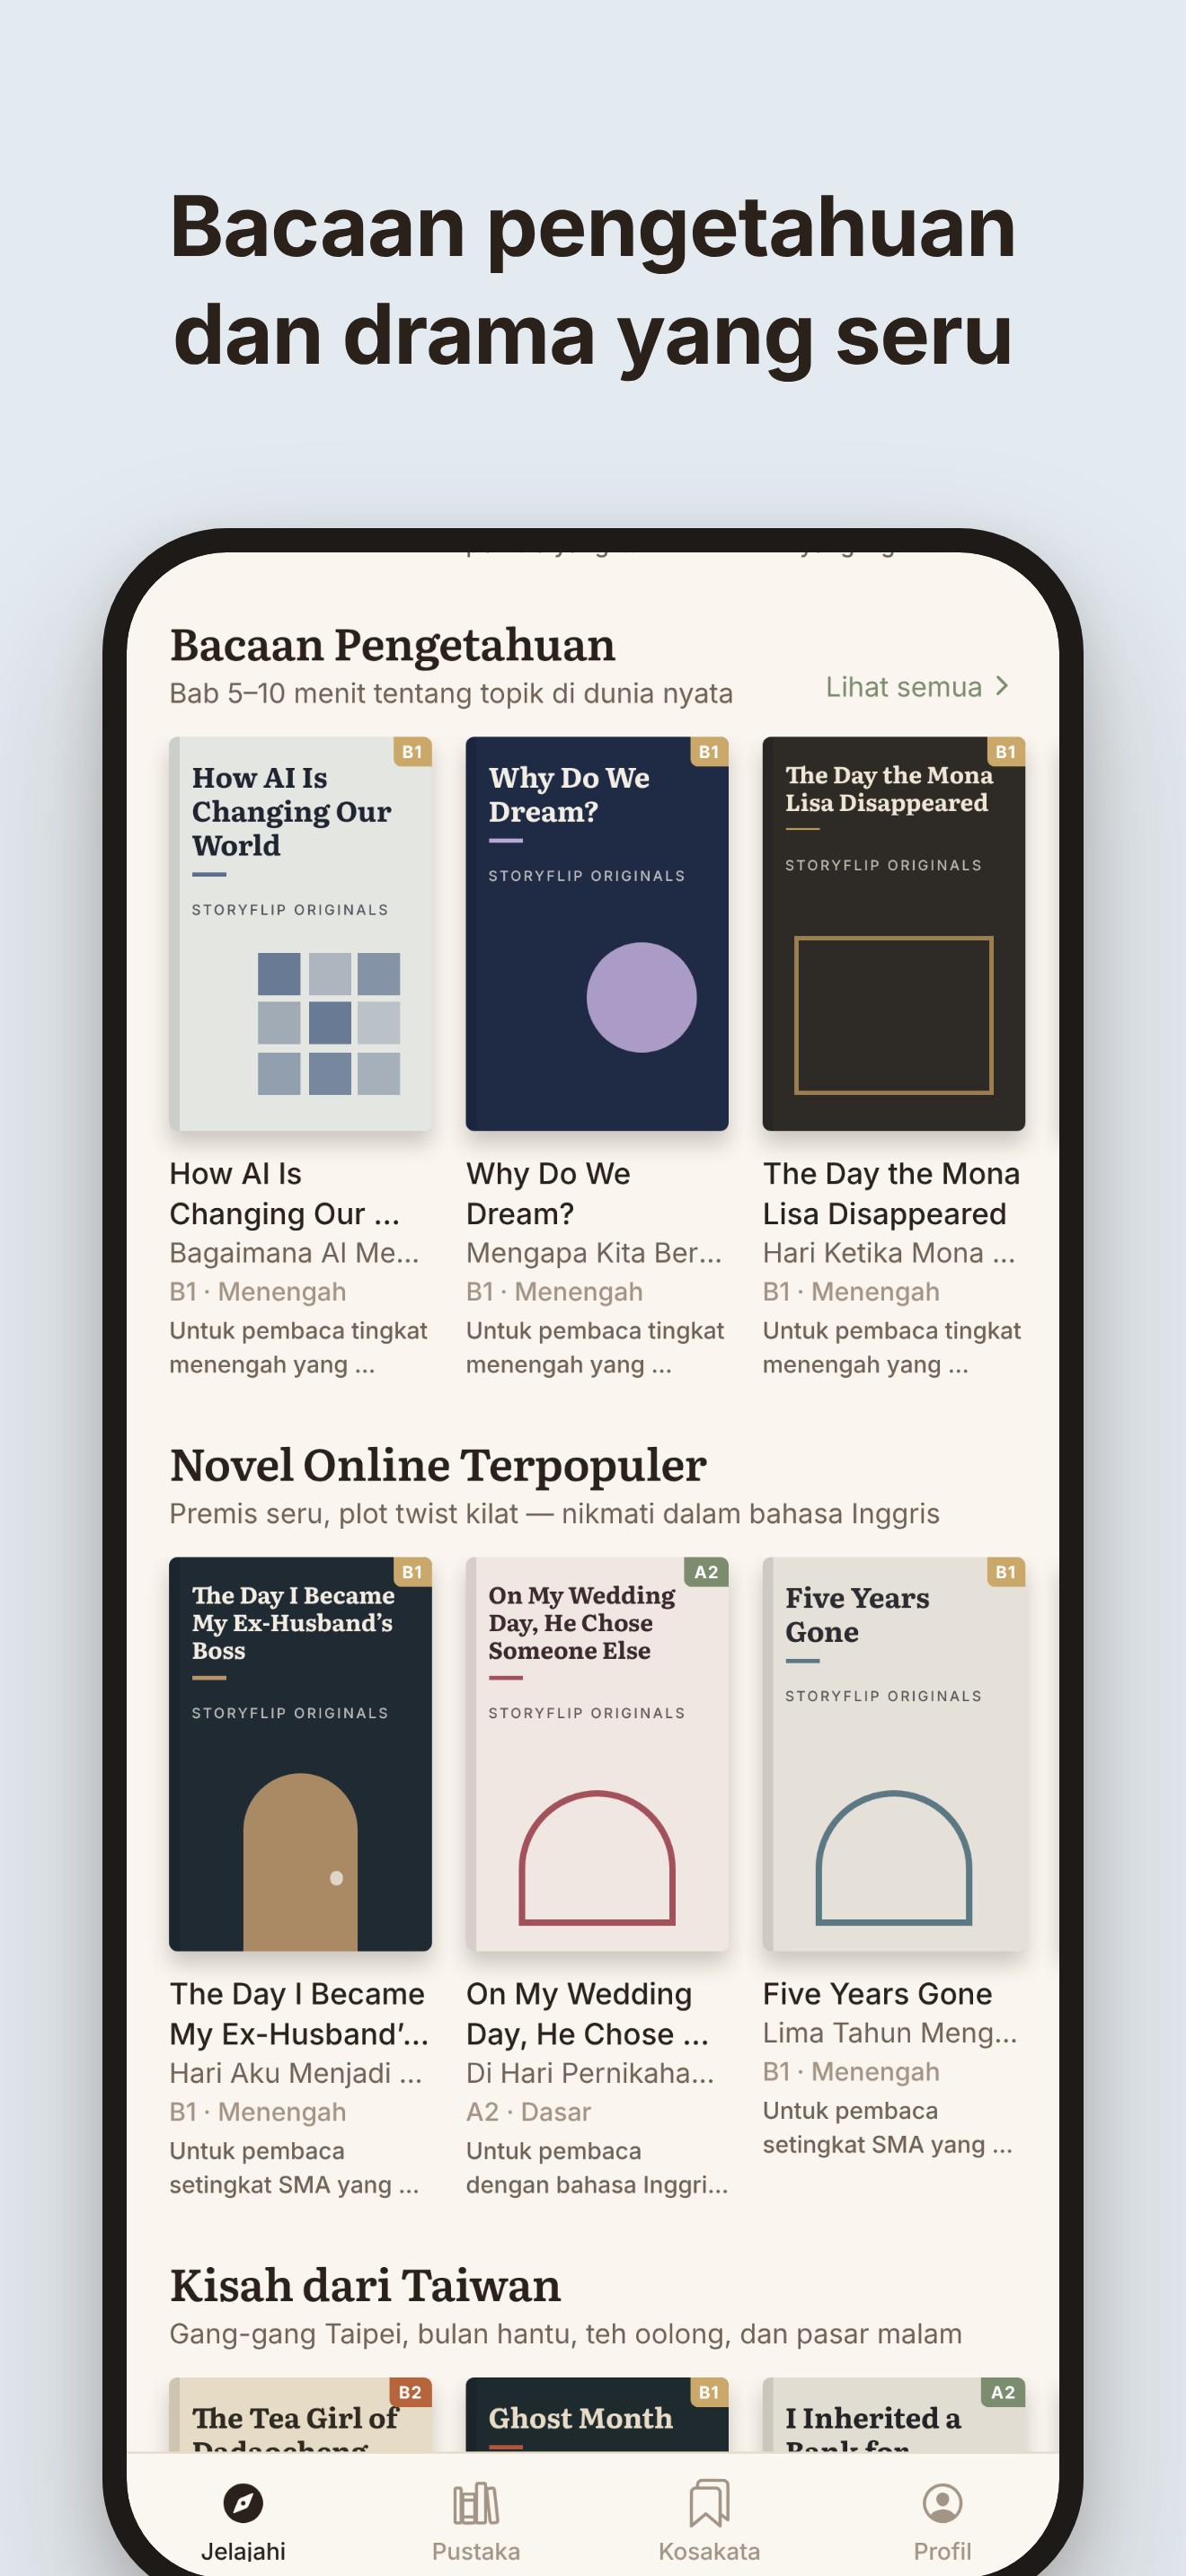 Bacaan pengetahuan
dan drama yang seru
Bacaan Pengetahuan
Bab 5–10 menit tentang topik di dunia nyata
Lihat semua
B1
How AI Is
Changing Our
World
STORYFLIP ORIGINALS
B1
Why Do We
Dream?
STORYFLIP ORIGINALS
B1
The Day the Mona
Lisa Disappeared
STORYFLIP ORIGINALS
How AI Is
Changing Our ...
Bagaimana AI Me...
B1 · Menengah
Untuk pembaca tingkat
menengah yang ...
Why Do We
Dream?
Mengapa Kita Ber...
B1 · Menengah
Untuk pembaca tingkat
menengah yang ...
The Day the Mona
Lisa Disappeared
Hari Ketika Mona ...
B1 · Menengah
Untuk pembaca tingkat
menengah yang ...
Novel Online Terpopuler
Premis seru, plot twist kilat — nikmati dalam bahasa Inggris
B1
The Day I Became
My Ex-Husband’s
Boss
STORYFLIP ORIGINALS
A2
On My Wedding
Day, He Chose
Someone Else
STORYFLIP ORIGINALS
B1
Five Years
Gone
STORYFLIP ORIGINALS
The Day I Became
My Ex-Husband’...
Hari Aku Menjadi ...
B1 · Menengah
Untuk pembaca
setingkat SMA yang ...
On My Wedding
Day, He Chose ...
Di Hari Pernikaha...
A2 · Dasar
Untuk pembaca
dengan bahasa Inggri...
Five Years Gone
Lima Tahun Meng...
B1 · Menengah
Untuk pembaca
setingkat SMA yang ...
Kisah dari Taiwan
Gang-gang Taipei, bulan hantu, teh oolong, dan pasar malam
B2
The Tea Girl of
Dadaocheng
B1
Ghost Month
A2
I Inherited a
Bank for
Jelajahi
Pustaka
Kosakata
Profil